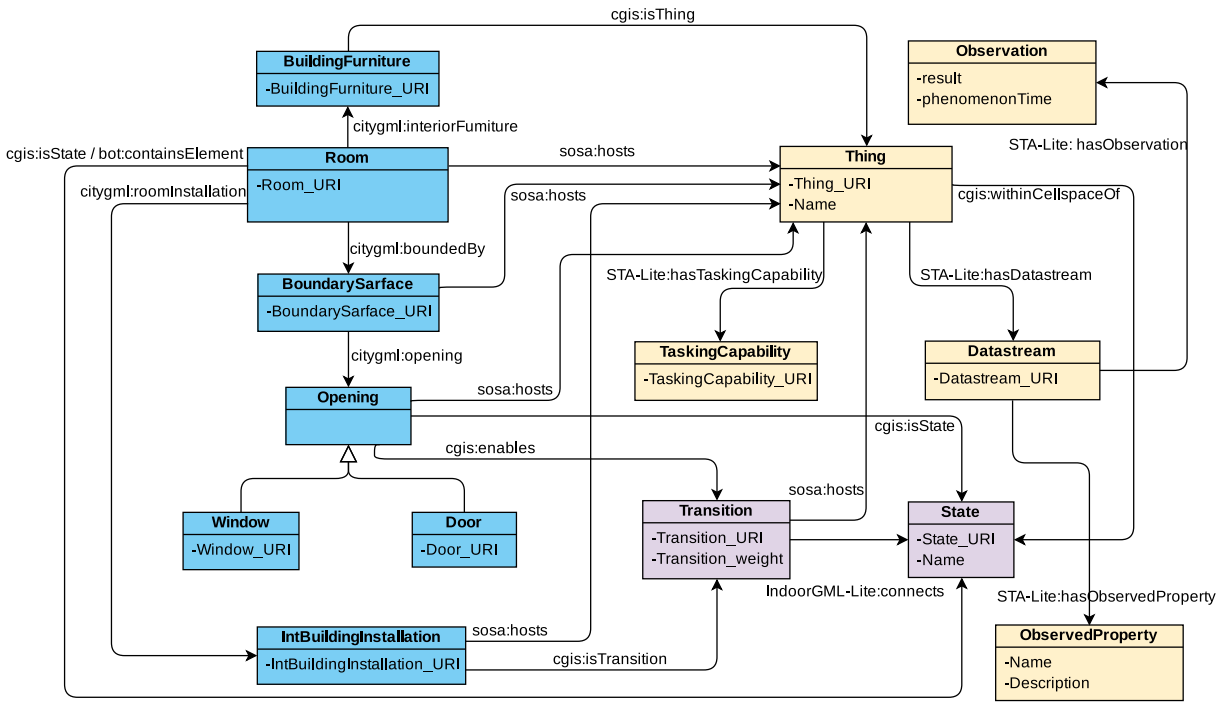 cgis:isThing
BuildingFurniture
-BuildingFurniture_URI
Observation
-result
-phenomenonTime
citygml:interiorFumiture
cgis:isState / bot:containsElement
Room
-Room_URI
sosa:hosts
Thing
-Thing_URI
-Name
STA-Lite: hasObservation
citygml:roomInstallation
sosa:hosts
cgis:withinCellspaceOf
citygml:boundedBy
BoundarySarface
-BoundarySarface_URI
STA-Lite:hasTaskingCapability
STA-Lite:hasDatastream
citygml:opening
TaskingCapability
-TaskingCapability_URI
Datastream
-Datastream_URI
Opening
sosa:hosts
cgis:isState
cgis:enables
sosa:hosts
Window
-Window_URI
Door
-Door_URI
Transition
-Transition_URI
-Transition_weight
State
-State_URI
-Name
IndoorGML-Lite:connects
STA-Lite:hasObservedProperty
IntBuildingInstallation
-IntBuildingInstallation_URI
sosa:hosts
cgis:isTransition
ObservedProperty
-Name
-Description